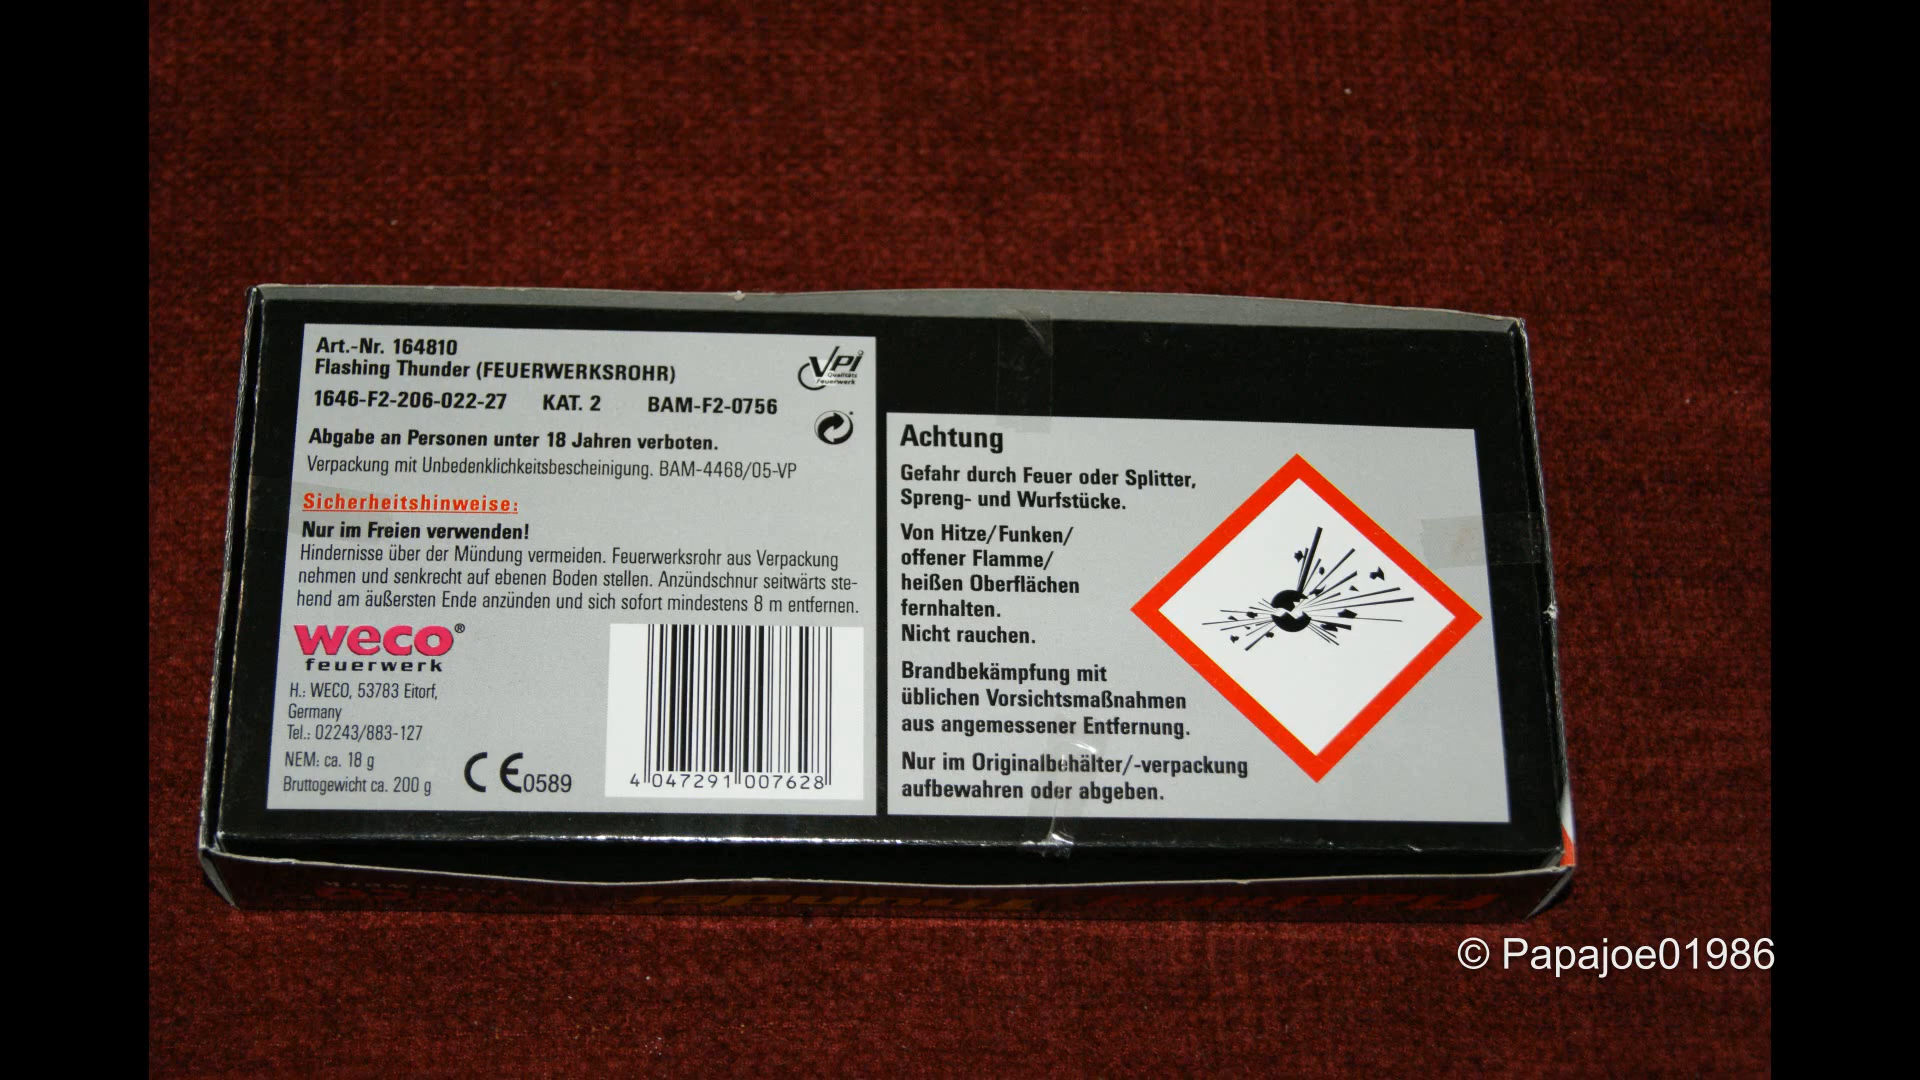 Art.-Nr. 164810
Flashing Thunder (FEUERWERKSROHR)
1646-F2-206-022-27 KAT. 2 BAM-F2-0756
Abgabe an Personen unter 18 Jahren verboten.
Verpackung mit Unbedenklichkeitsbescheinigung. BAM-4468/05-VP
VPi
Qualitäts
Feuerwerk
Sicherheitshinweise:
Nur im Freien verwenden!
Hindernisse über der Mündung vermeiden. Feuerwerksrohr aus Verpackung
nehmen und senkrecht auf ebenen Boden stellen. Anzündschnur seitwärts ste-
hend am äußersten Ende anzünden und sich sofort mindestens 8 m entfernen.
weco®
feuerwerk
H.: WECO, 53783 Eitorf,
Germany
Tel.: 02243/883-127
NEM: ca. 18 g
Bruttogewicht ca. 200 g
CE0589
4 047291 007628
Achtung
Gefahr durch Feuer oder Splitter,
Spreng- und Wurfstücke.
Von Hitze/Funken/
offener Flamme/
heißen Oberflächen
fernhalten.
Nicht rauchen.
Brandbekämpfung mit
üblichen Vorsichtsmaßnahmen
aus angemessener Entfernung.
Nur im Originalbehälter/-verpackung
aufbewahren oder abgeben.
© Papajoe01986